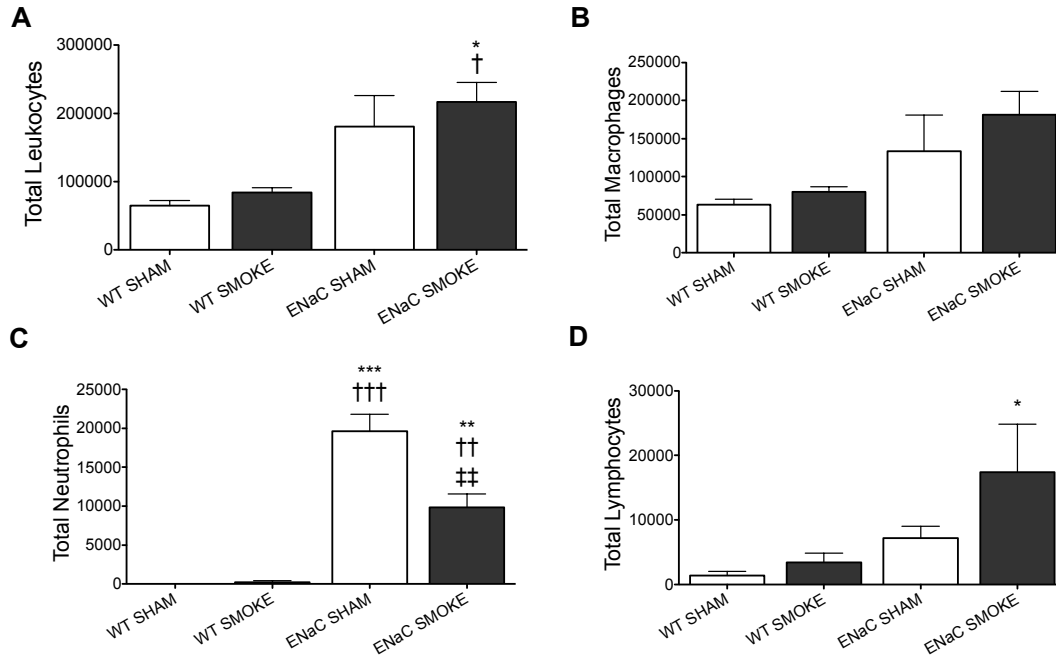 A
Total Leukocytes
300000
200000
100000
0
*
†
WT SHAM
WT SMOKE
ENaC SHAM
ENaC SMOKE
B
Total Macrophages
250000
200000
150000
100000
50000
0
WT SHAM
WT SMOKE
ENaC SHAM
ENaC SMOKE
C
Total Neutrophils
25000
20000
15000
10000
5000
0
***
†††
**
††
‡‡
WT SHAM
WT SMOKE
ENaC SHAM
ENaC SMOKE
D
Total Lymphocytes
30000
20000
10000
0
*
WT SHAM
WT SMOKE
ENaC SHAM
ENaC SMOKE